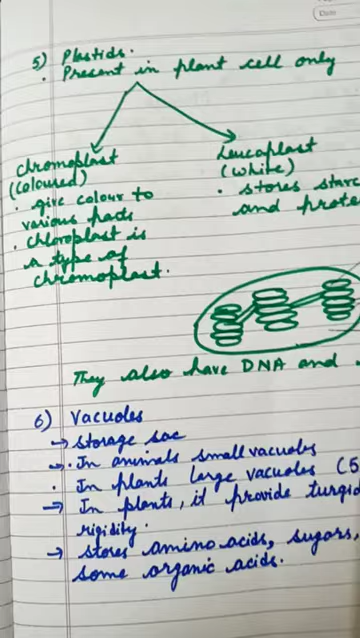 Date
5) Plastids.
• Present in plant cell only
chromoplast
(coloured)
• give colour to
various parts
• chloroplast is
a type of
chromoplast.
Leucoplast
(white)
• stores
and
They also have DNA and
6) Vacuoles
→ storage sac
→ • In animals small vacuoles
• In plants large vacuoles (5
→ In plants, it provide
rigidity.
→ stores amino acids, sugars,
some organic acids.